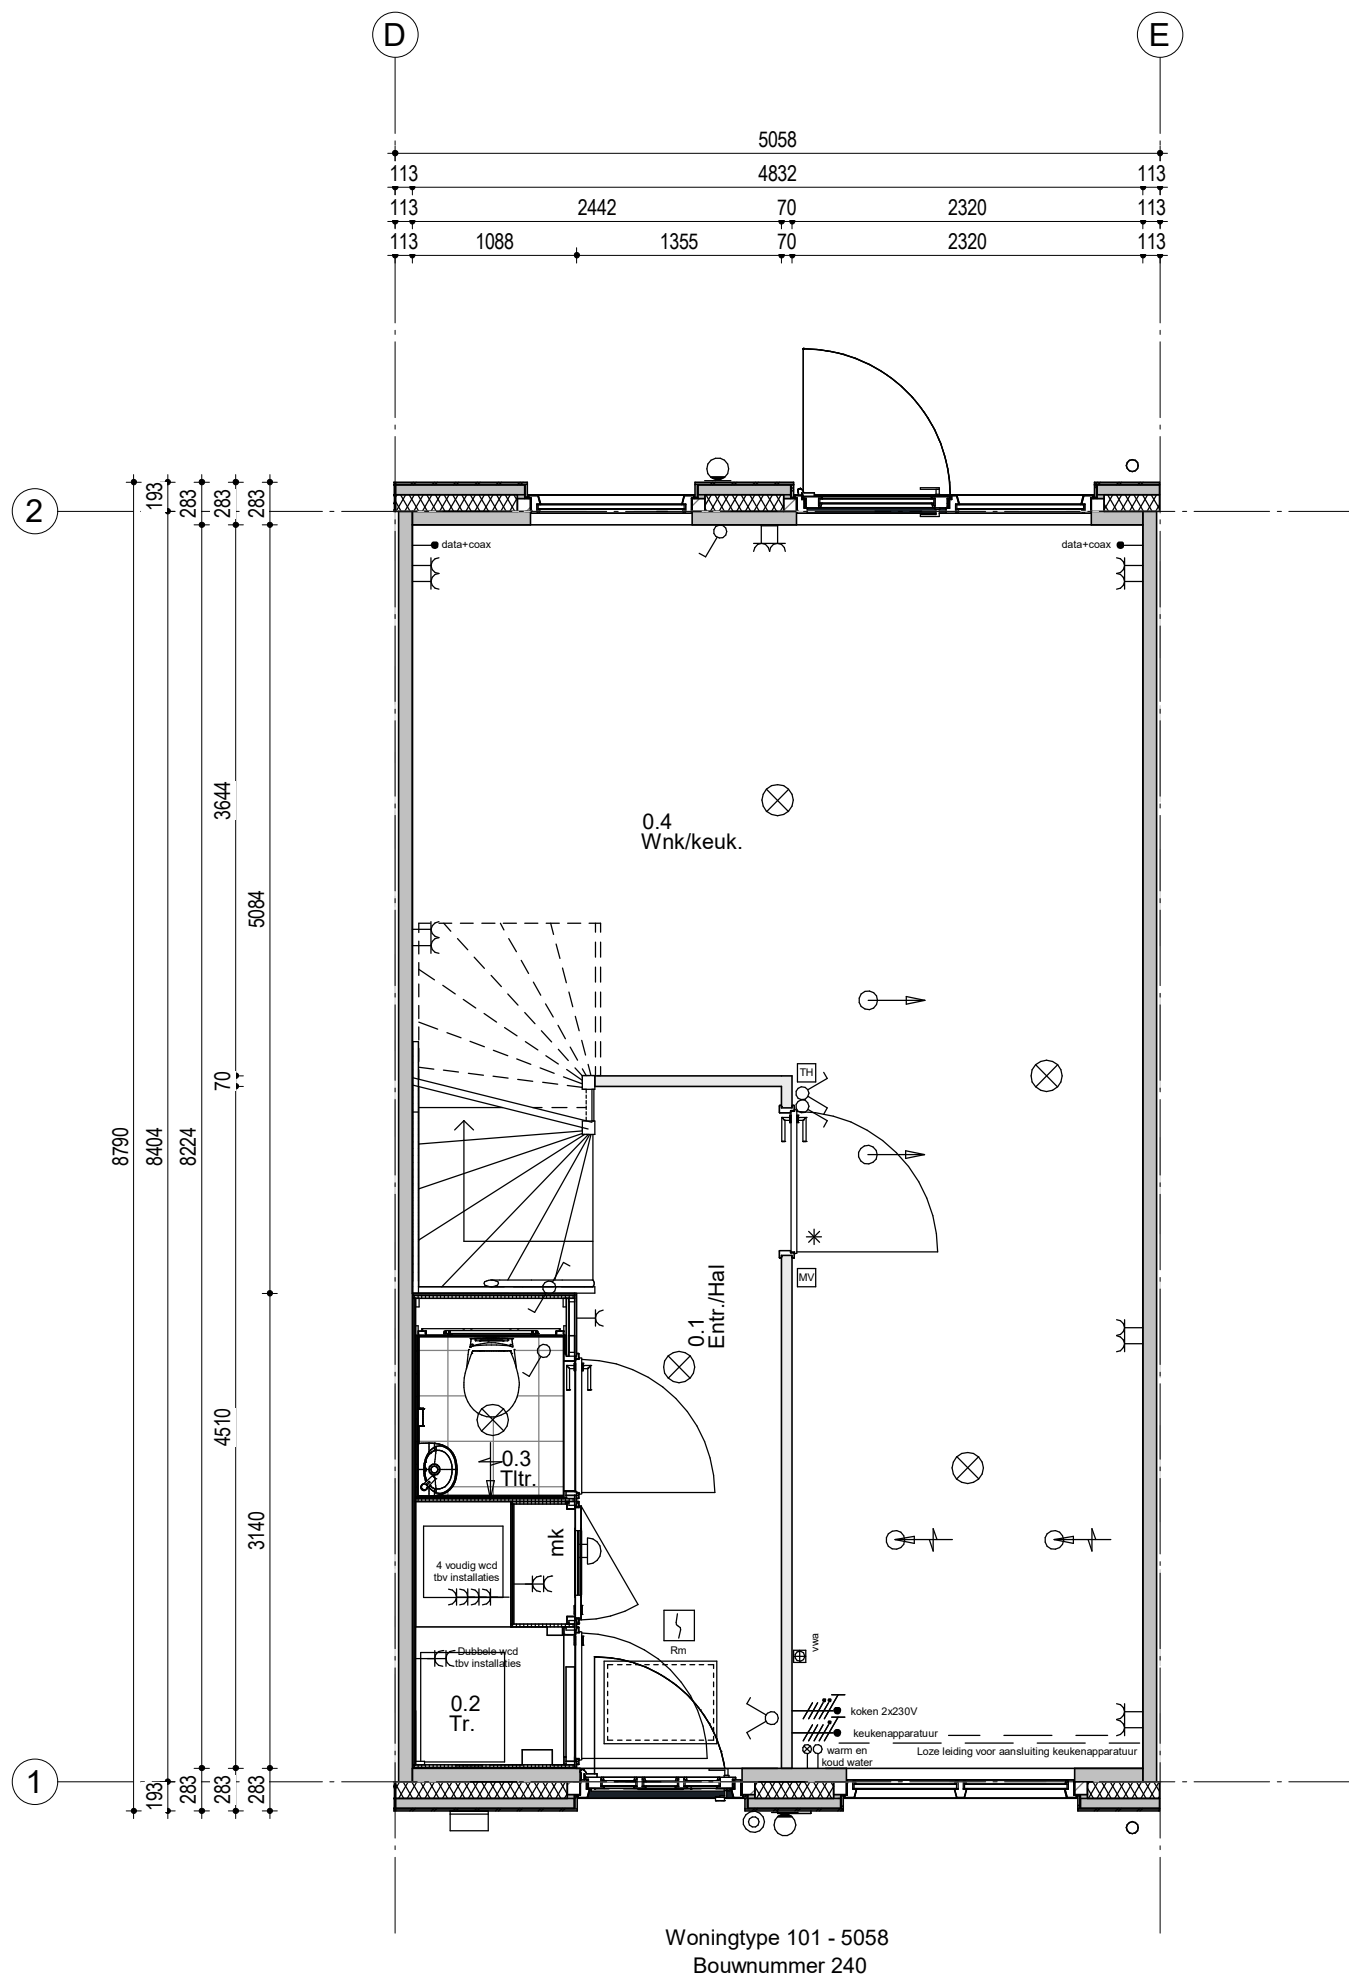 D
E
5058
113 4832 113
113 2442 70 2320 113
113 1088 1355 70 2320 113
2
193
283
283
283
data+coax
data+coax
3644
0.4
Wnk/keuk.
5084
70
TH
8790
8404
8224
MV
0.1
Entr./Hal
4510
0.3
Tltr.
3140
mk
4 voudig wcd
tbv installaties
Rm
vwa
Dubbele wcd
tbv installaties
0.2
Tr.
koken 2x230V
keukenapparatuur
warm en
koud water
Loze leiding voor aansluiting keukenapparatuur
1
193
283
283
283
Woningtype 101 - 5058
Bouwnummer 240